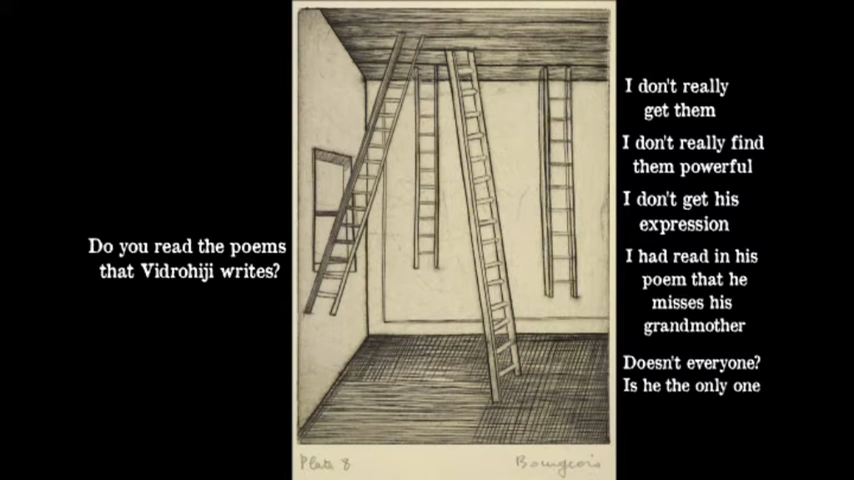 Do you read the poems
that Vidrohiji writes?
I don't really
get them
I don't really find
them powerful
I don't get his
expression
I had read in his
poem that he
misses his
grandmother
Doesn't everyone?
Is he the only one
Plate 8
Bourgeois